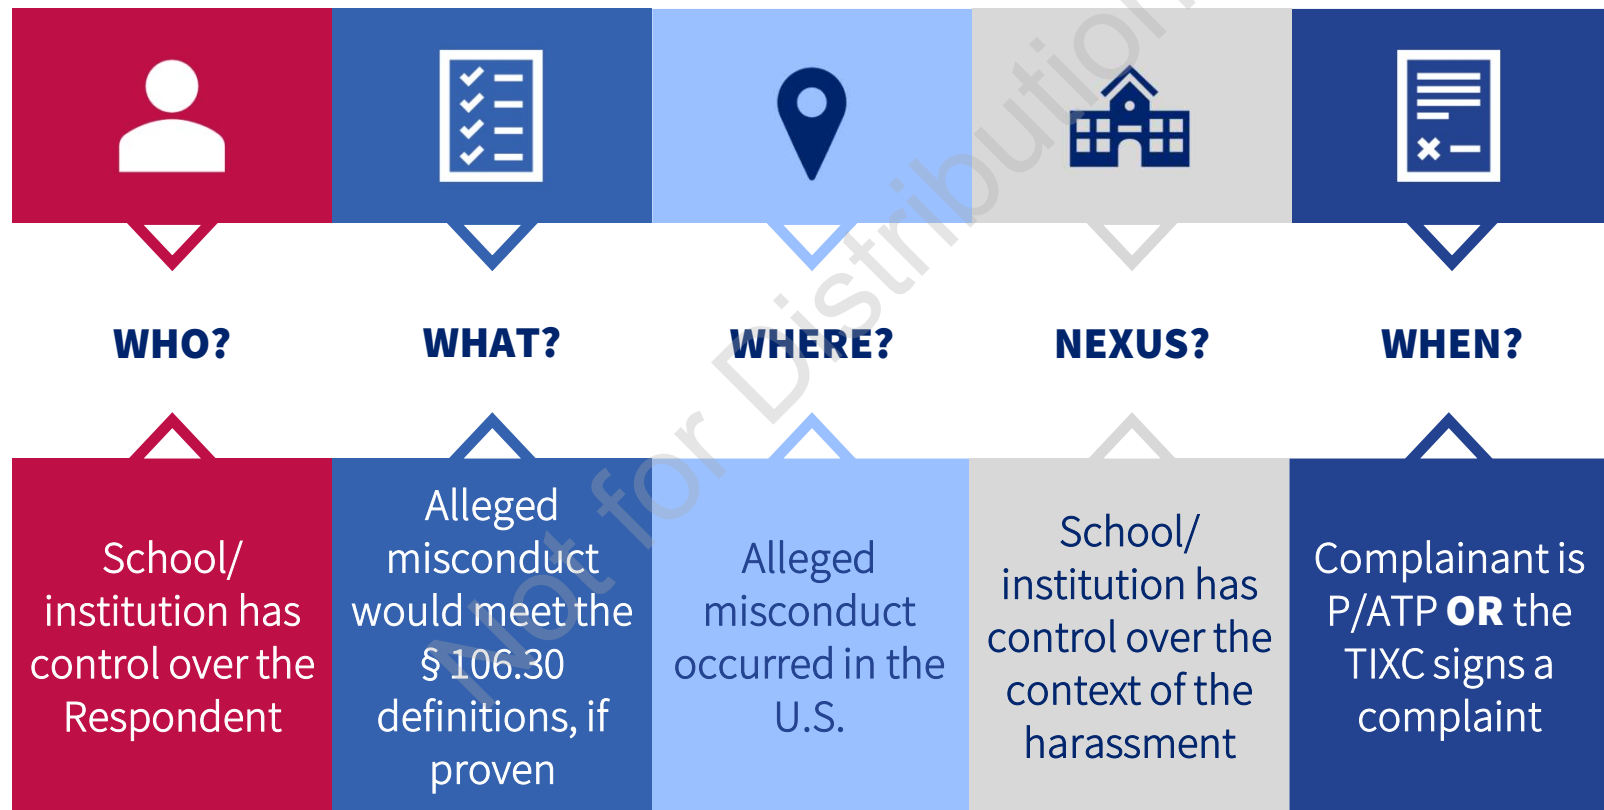 WHO?
WHAT?
WHERE?
NEXUS?
WHEN?
School/
institution has
control over the
Respondent
Alleged
misconduct
would meet the
§ 106.30
definitions, if
proven
Alleged
misconduct
occurred in the
U.S.
School/
institution has
control over the
context of the
harassment
Complainant is
P/ATP OR the
TIXC signs a
complaint
Not for Distribution